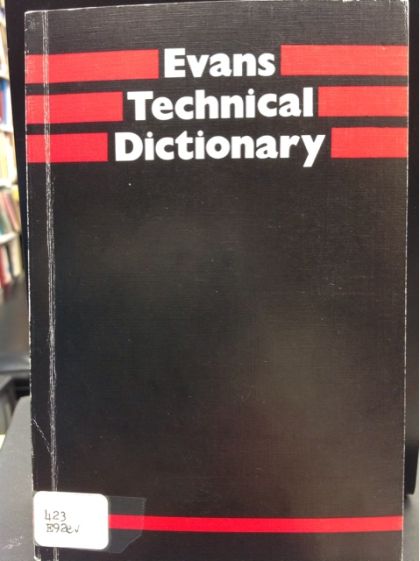 Evans
Technical
Dictionary
423
E92ev